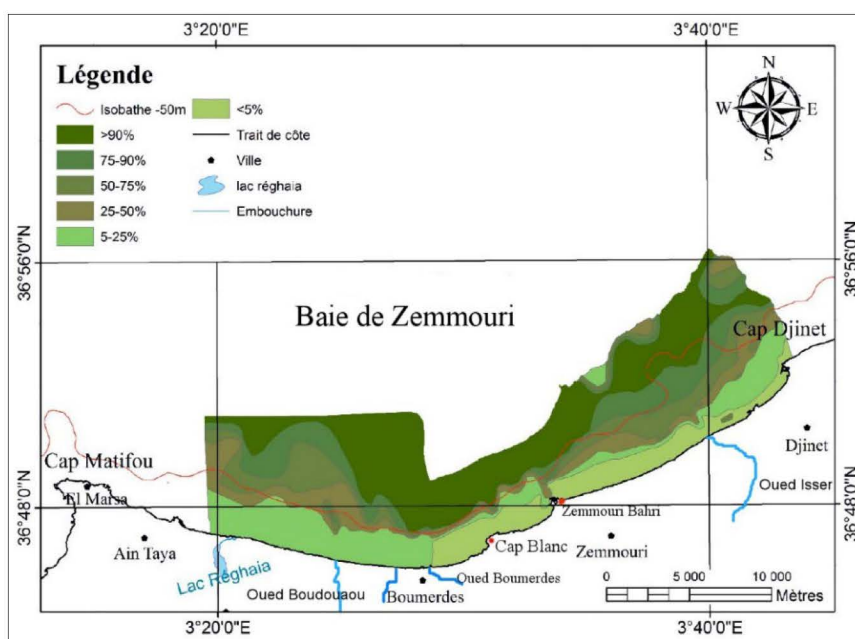 3°20'0"E
3°40'0"E
Légende
Isobathe -50m
<5%
>90%
Trait de côte
75-90%
Ville
50-75%
lac réghaia
25-50%
Embouchure
5-25%
N
W
E
S
36°56'0"N
36°56'0"N
Baie de Zemmouri
Cap Djinet
Cap Matifou
Djinet
El Marsa
Oued Isser
36°48'0"N
36°48'0"N
Zemmouri Bahri
Ain Taya
Cap Blanc
Zemmouri
Lac Réghaia
Oued Boumerdes
Oued Boudouaou
Boumerdes
0 5 000 10 000
Mètres
3°20'0"E
3°40'0"E